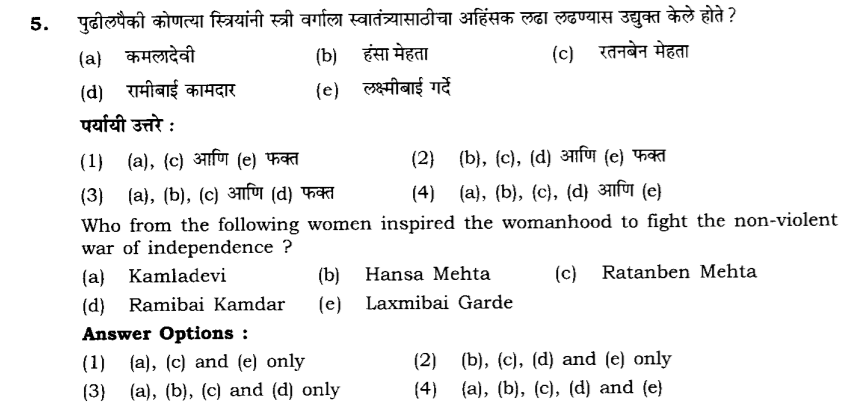 5. पुढीलपैकी कोणत्या स्त्रियांनी स्त्री वर्गाला स्वातंत्र्यासाठीचा अहिंसक लढा लढण्यास उद्युक्त केले होते ?
(a) कमलादेवी (b) हंसा मेहता (c) रतनबेन मेहता
(d) रामीबाई कामदार (e) लक्ष्मीबाई गर्दे
पर्यायी उत्तरे :
(1) (a), (c) आणि (e) फक्त (2) (b), (c), (d) आणि (e) फक्त
(3) (a), (b), (c) आणि (d) फक्त (4) (a), (b), (c), (d) आणि (e)
Who from the following women inspired the womanhood to fight the non-violent
war of independence ?
(a) Kamladevi (b) Hansa Mehta (c) Ratanben Mehta
(d) Ramibai Kamdar (e) Laxmibai Garde
Answer Options :
(1) (a), (c) and (e) only (2) (b), (c), (d) and (e) only
(3) (a), (b), (c) and (d) only (4) (a), (b), (c), (d) and (e)